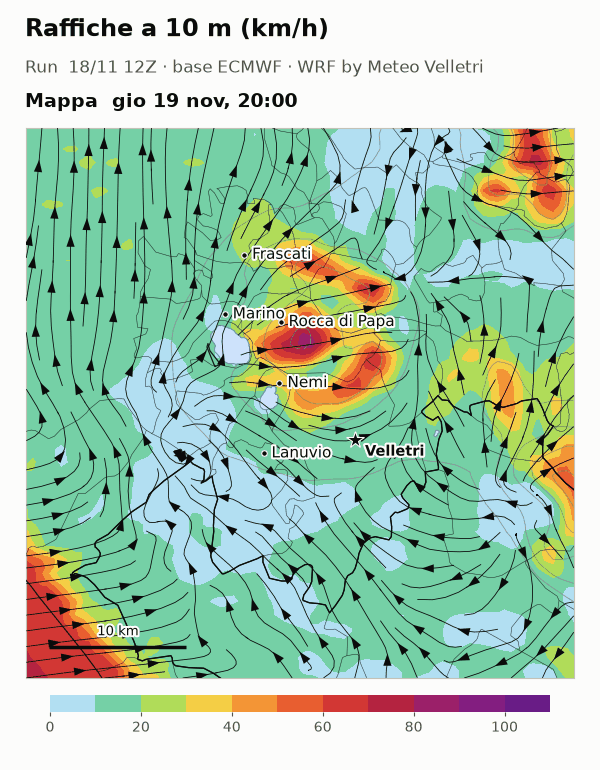 Raffiche a 10 m (km/h)
Run  18/11 12Z · base ECMWF · WRF by Meteo Velletri
Mappa  gio 19 nov, 20:00
Frascati
Marino
Rocca di Papa
Nemi
Lanuvio
Velletri
10 km
0 20 40 60 80 100